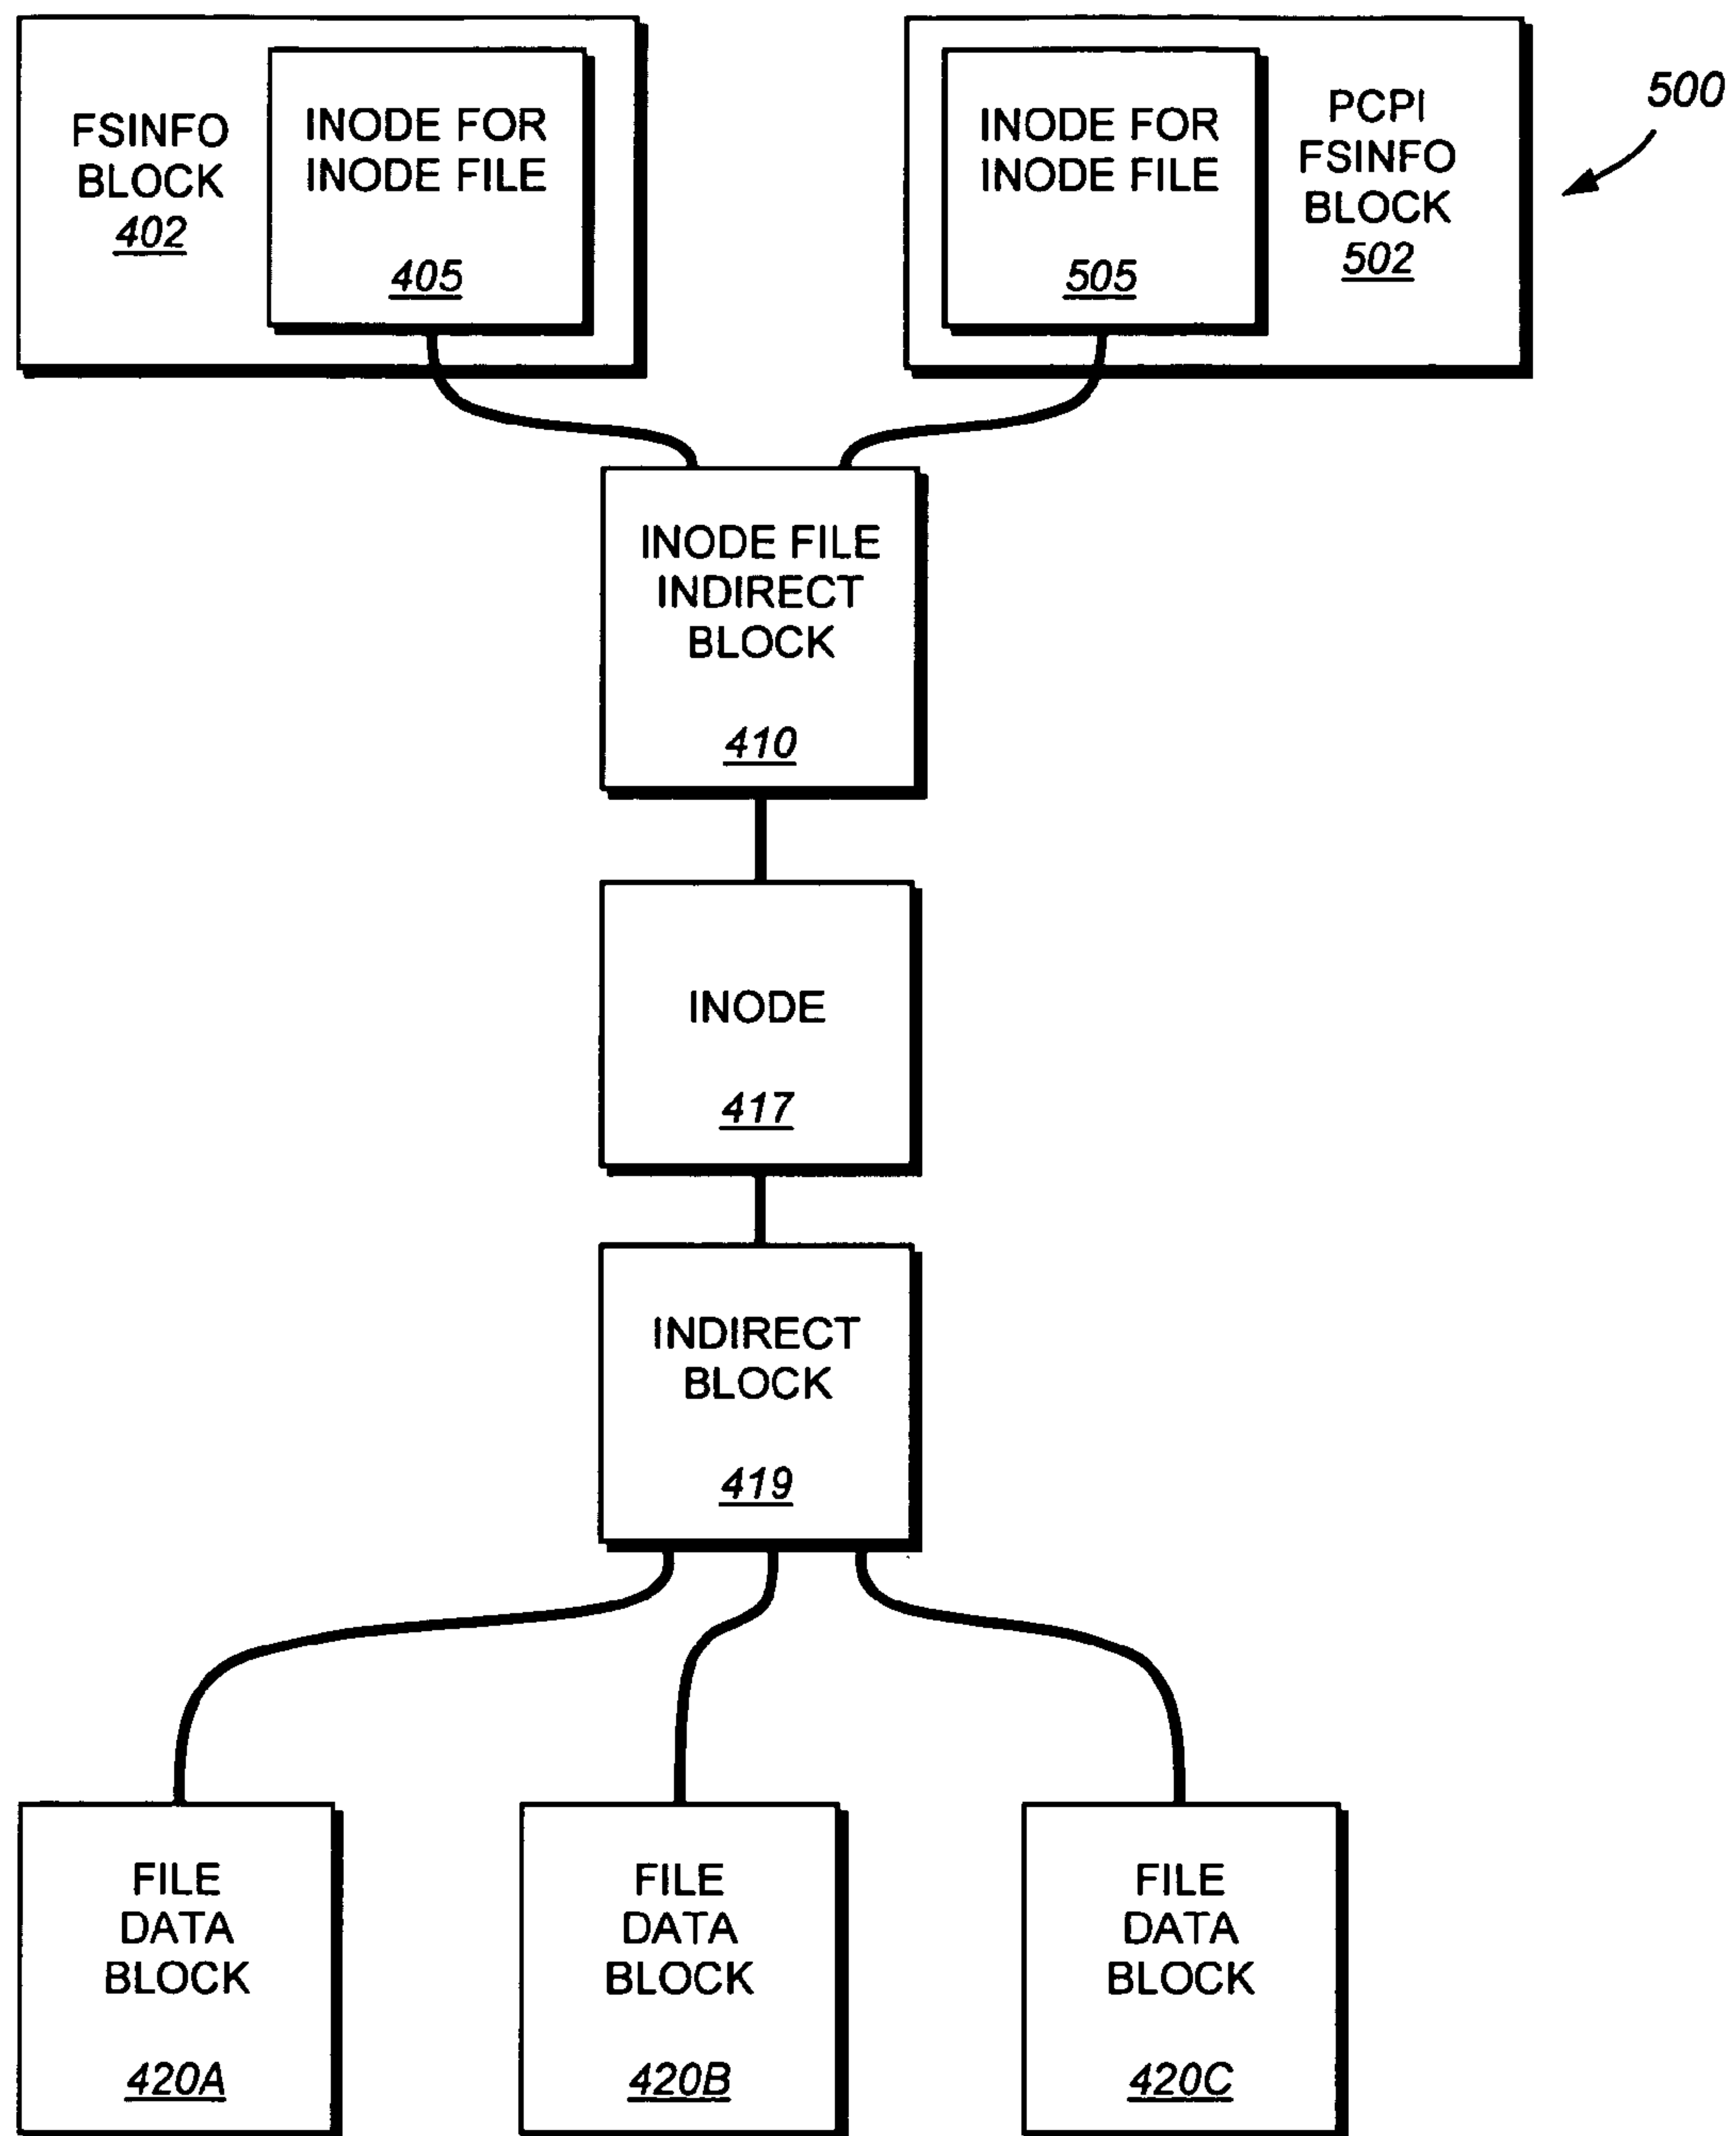 FSINFO
BLOCK
402
INODE FOR
INODE FILE
405
INODE FOR
INODE FILE
505
PCPI
FSINFO
BLOCK
502
500
INODE FILE
INDIRECT
BLOCK
410
INODE
417
INDIRECT
BLOCK
419
FILE
DATA
BLOCK
420A
FILE
DATA
BLOCK
420B
FILE
DATA
BLOCK
420C